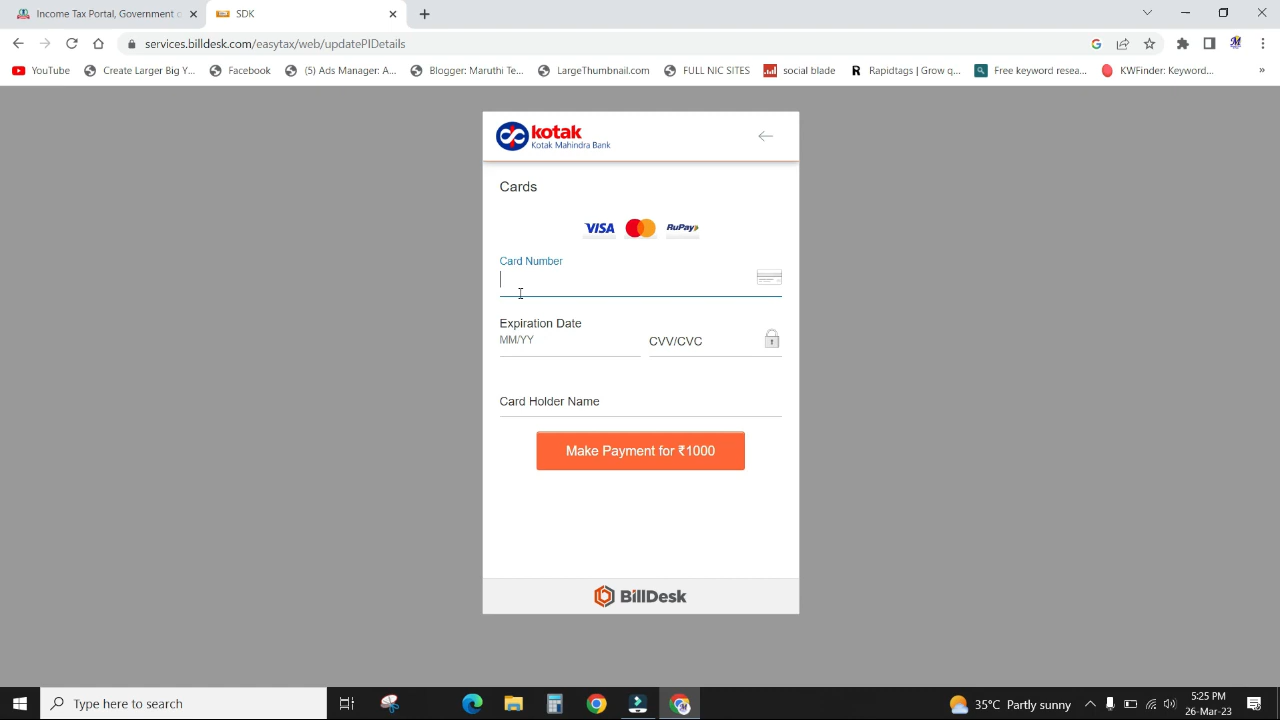 Income Tax Portal, Government o
SDK
services.billdesk.com/easytax/web/updatePIDetails
YouTube
Create Larger Big Y...
Facebook
(5) Ads Manager: A...
Blogger: Maruthi Te...
LargeThumbnail.com
FULL NIC SITES
social blade
Rapidtags | Grow q...
Free keyword resea...
KWFinder: Keyword...
kotak
Kotak Mahindra Bank
Cards
VISA
RuPay
Card Number
Expiration Date
MM/YY
CVV/CVC
Card Holder Name
Make Payment for ₹1000
BillDesk
Type here to search
35°C Partly sunny
5:25 PM
26-Mar-23